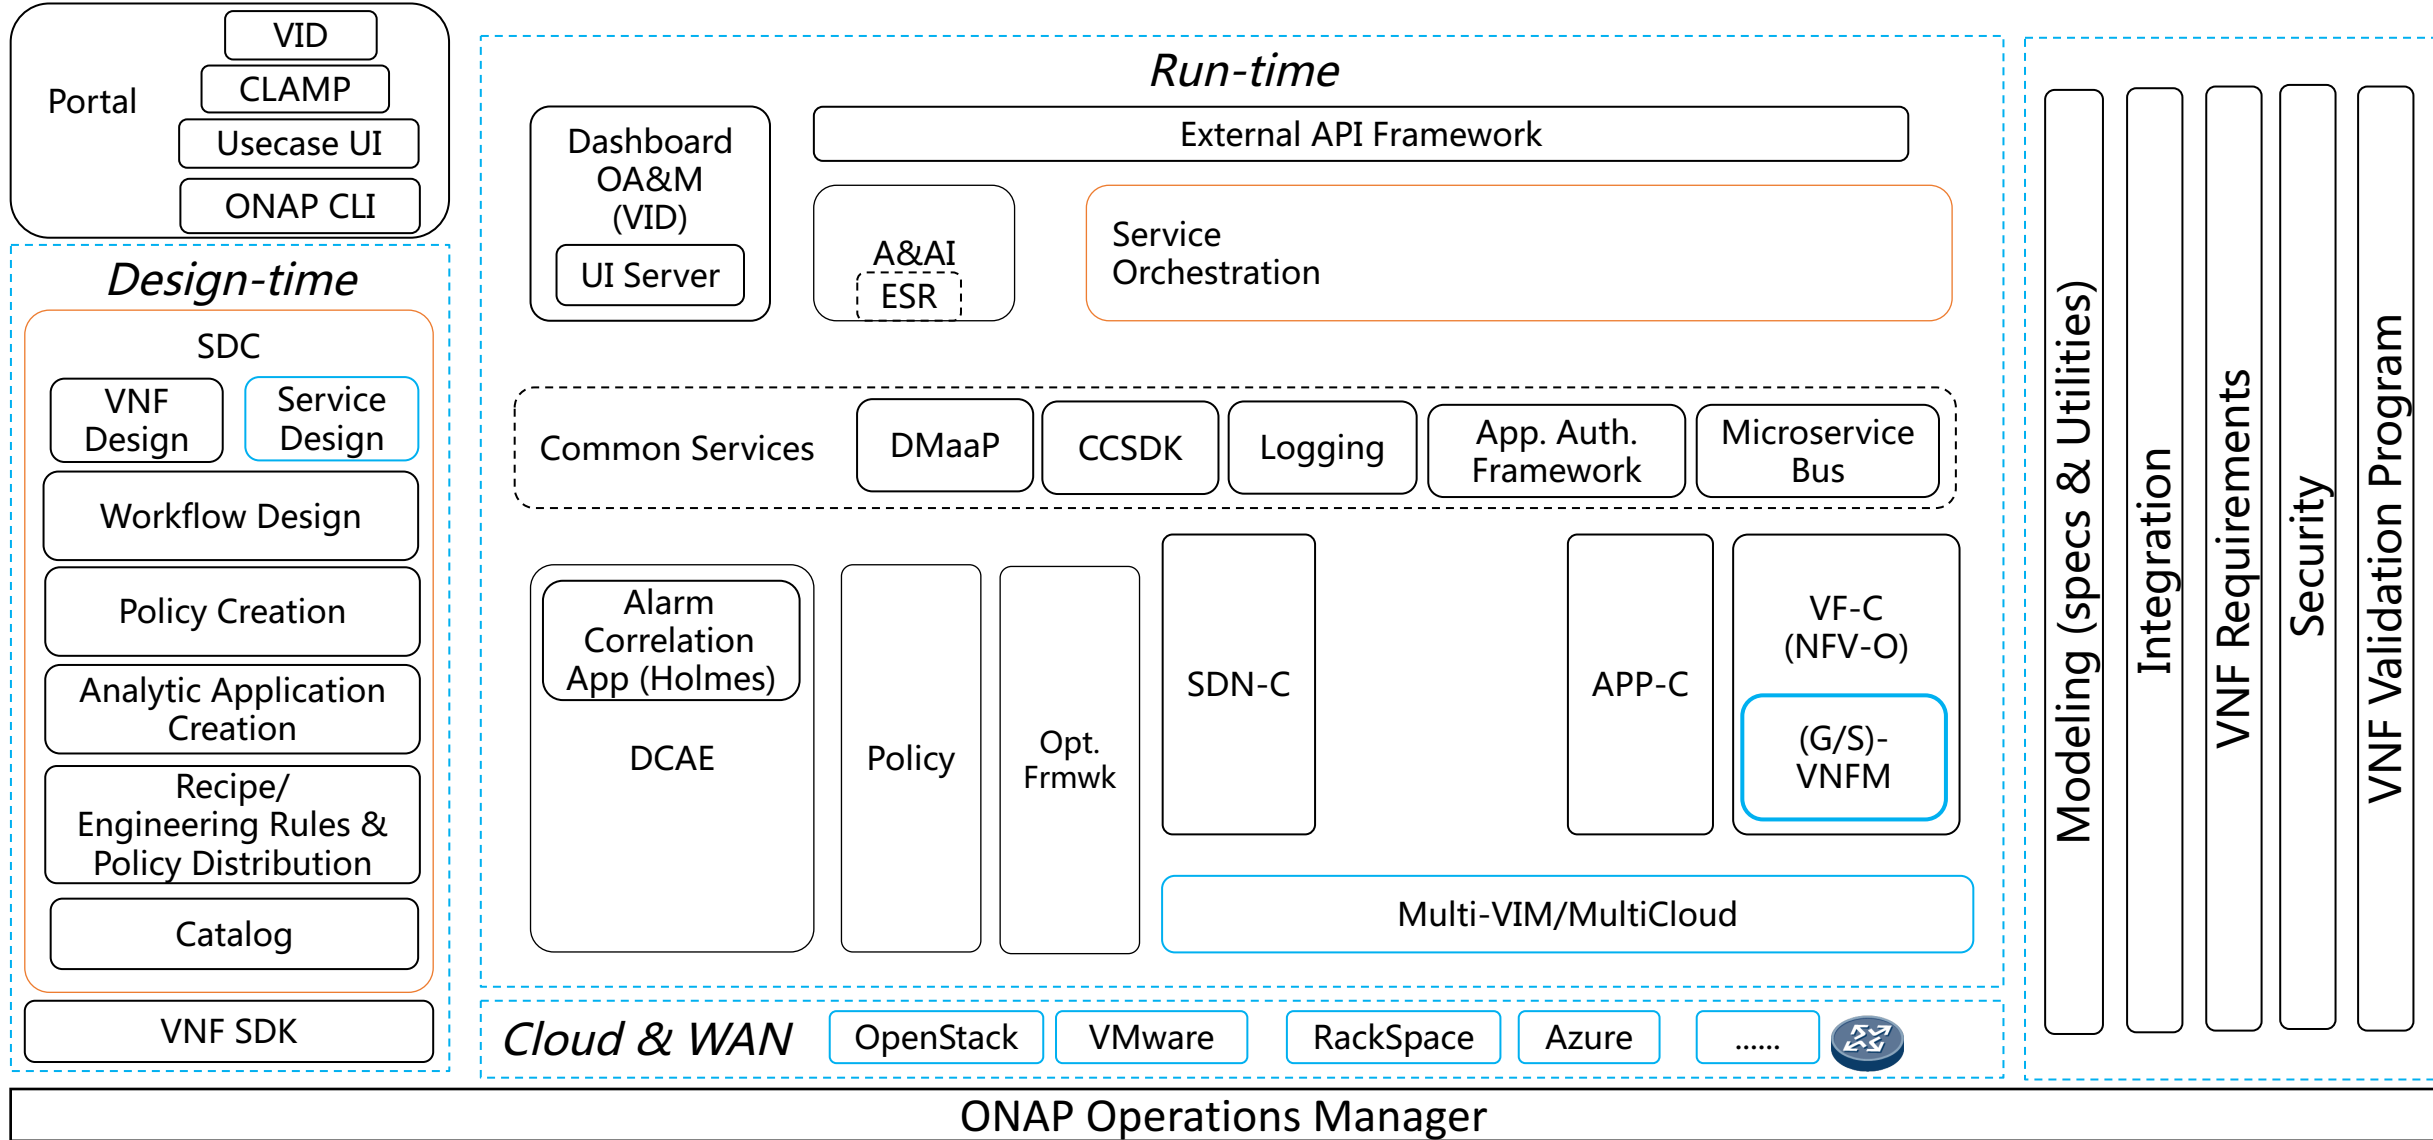 Portal
VID
CLAMP
Usecase UI
ONAP CLI
Design-time
SDC
VNF
Design
Service
Design
Workflow Design
Policy Creation
Analytic Application
Creation
Recipe/
Engineering Rules &
Policy Distribution
Catalog
VNF SDK
Run-time
Dashboard
OA&M
(VID)
UI Server
External API Framework
A&AI
ESR
Service
Orchestration
Common Services
DMaaP
CCSDK
Logging
App. Auth.
Framework
Microservice
Bus
Alarm
Correlation
App (Holmes)
DCAE
Policy
Opt.
Frmwk
SDN-C
APP-C
VF-C
(NFV-O)
(G/S)-
VNFM
Multi-VIM/MultiCloud
Cloud & WAN
OpenStack
VMware
RackSpace
Azure
......
Modeling (specs & Utilities)
Integration
VNF Requirements
Security
VNF Validation Program
ONAP Operations Manager